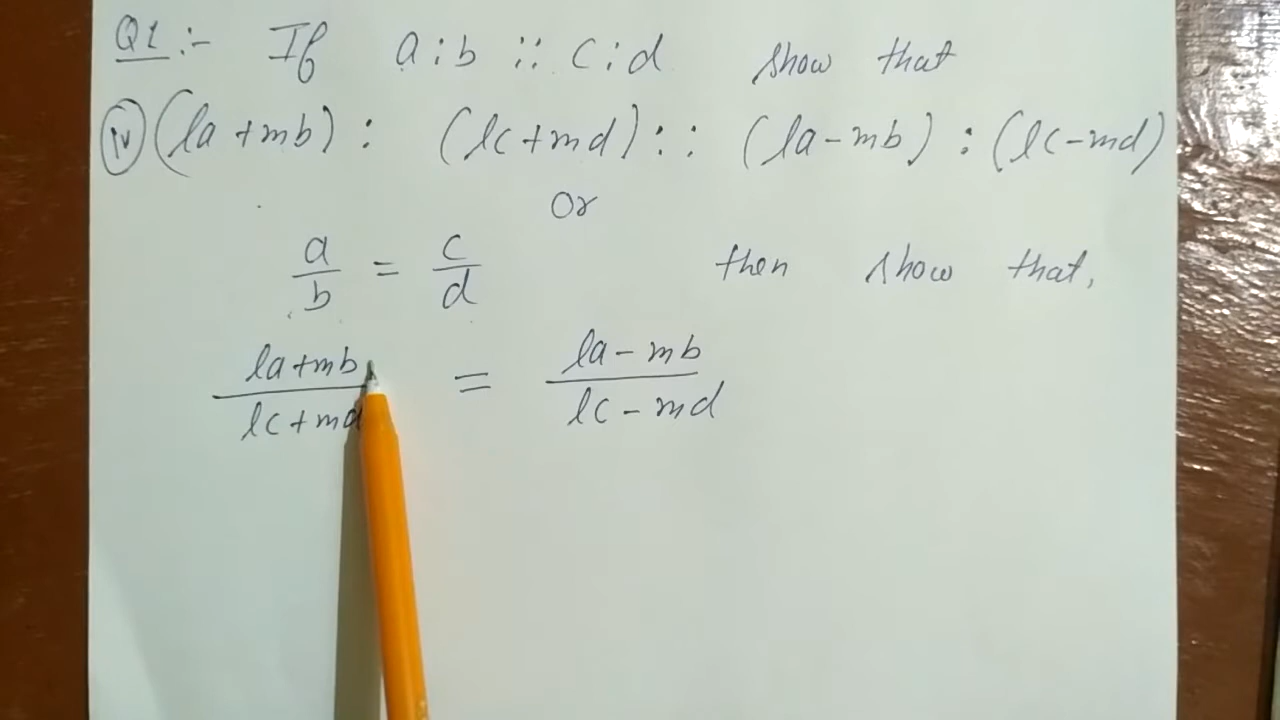 Q1:- If a:b :: c:d show that
(iv) (la+mb) : (lc+md) :: (la-mb) : (lc-md)
Or
a/b = c/d then show that,
la+mb/lc+md = la-mb/lc-md